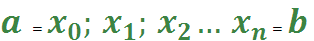 a = x₀; x₁; x₂ … xₙ = b